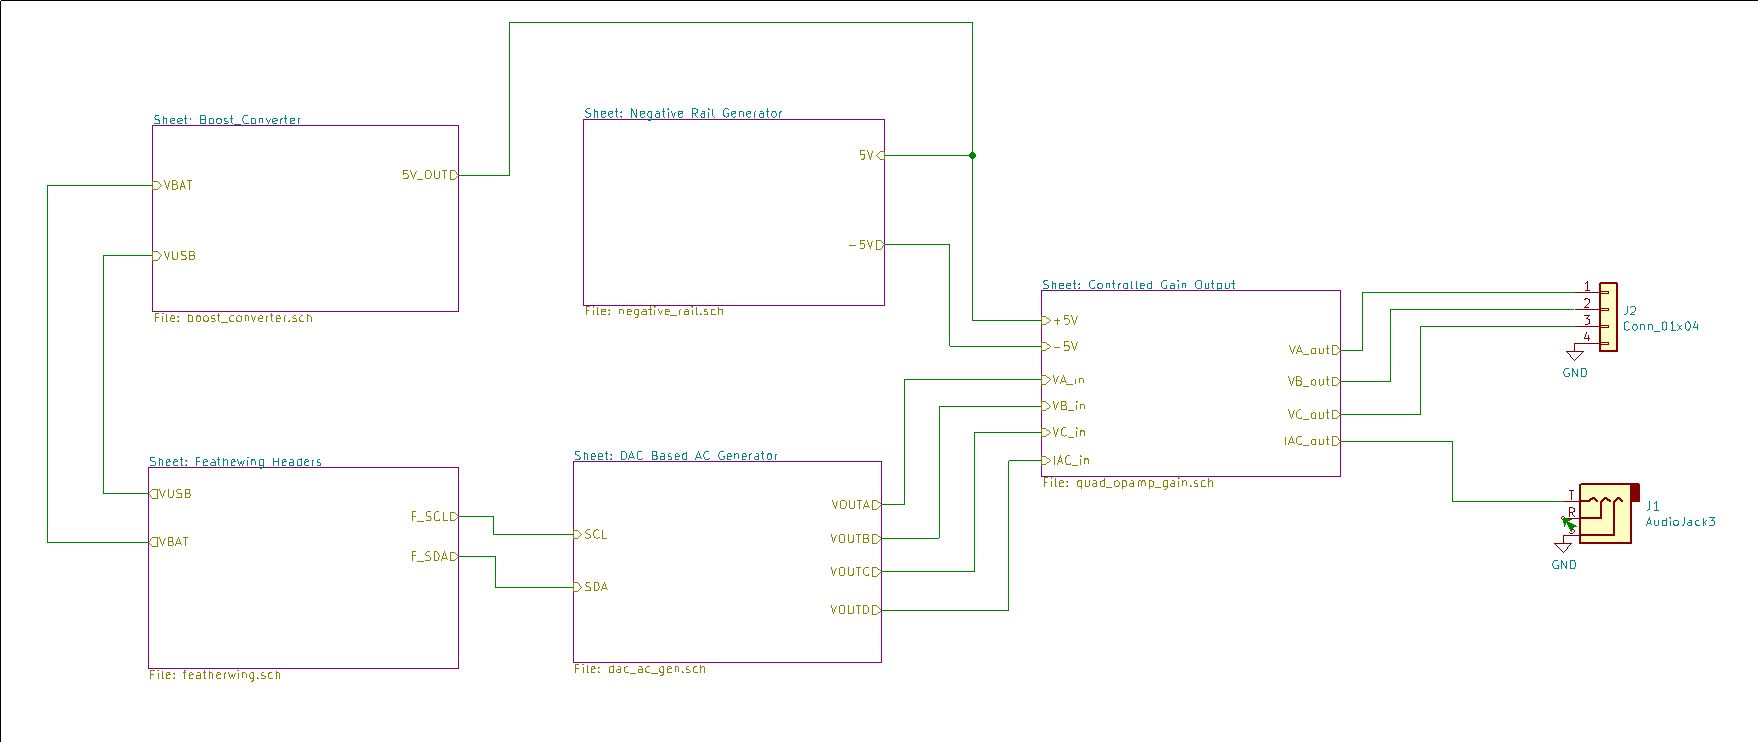 Sheet: Boost_Converter
VBAT
5V_OUT
VUSB
File: boost_converter.sch
Sheet: Negative Rail Generator
5V
-5V
File: negative_rail.sch
Sheet: Controlled Gain Output
+5V
-5V
VA_in
VB_in
VC_in
IAC_in
VA_out
VB_out
VC_out
IAC_out
File: quad_opamp_gain.sch
1
2
3
4
J2
Conn_01x04
GND
Sheet: Feathewing Headers
VUSB
VBAT
F_SCL
F_SDA
File: featherwing.sch
Sheet: DAC Based AC Generator
SCL
SDA
VOUTA
VOUTB
VOUTC
VOUTD
File: dac_ac_gen.sch
T
R
J1
AudioJack3
GND